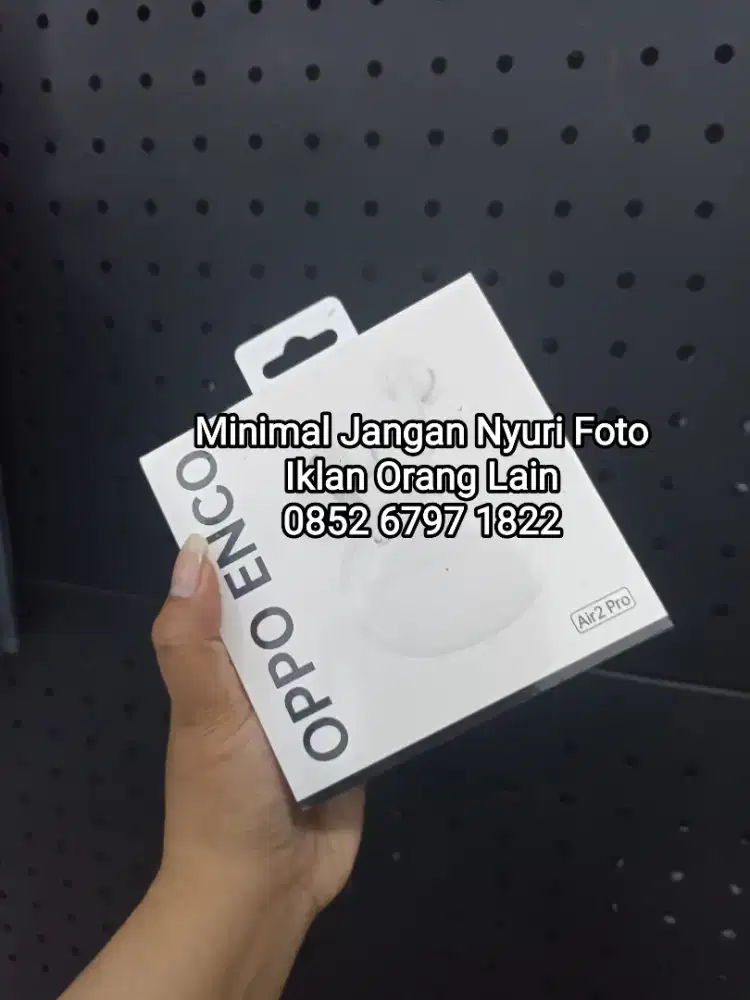 Minimal Jangan Nyuri Foto
Iklan Orang Lain
0852 6797 1822
OPPO ENCO
Air2 Pro